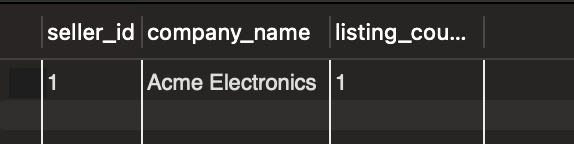 seller_id company_name listing_cou...
1 Acme Electronics 1